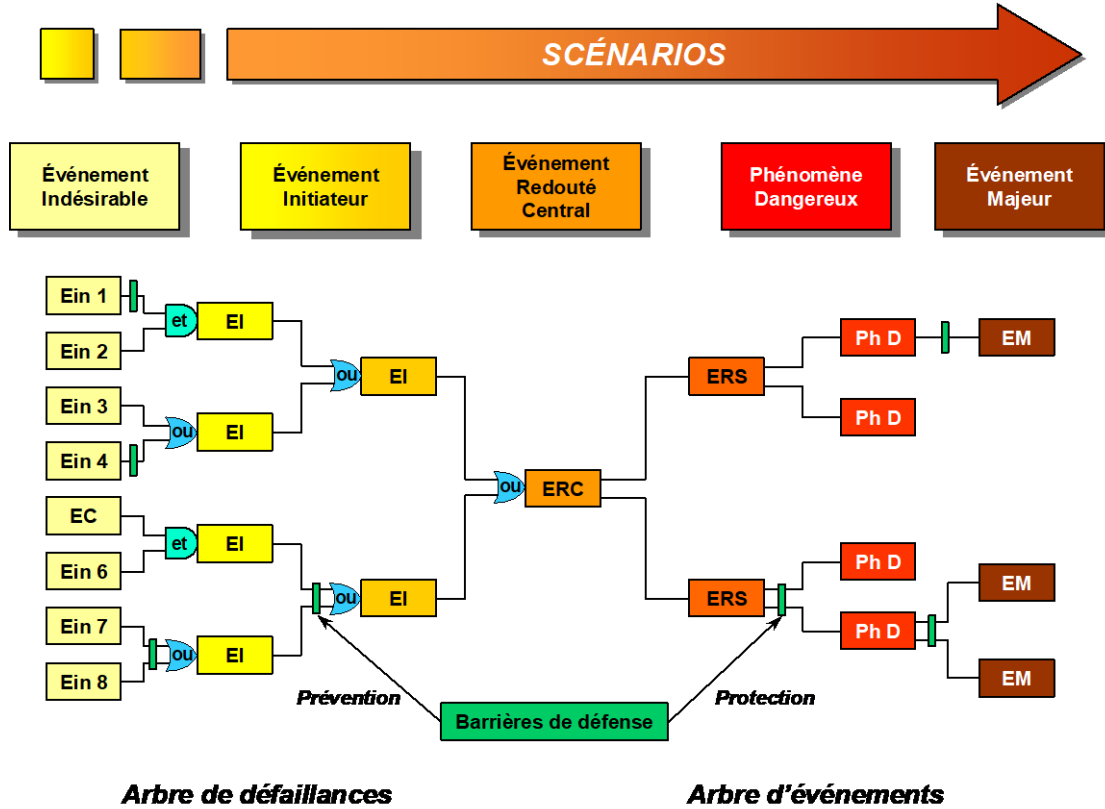 SCÉNARIOS
Événement
Indésirable
Événement
Initiateur
Événement
Redouté
Central
Phénomène
Dangereux
Événement
Majeur
Ein 1
Ein 2
Ein 3
Ein 4
EC
Ein 6
Ein 7
Ein 8
et
ou
et
ou
EI
EI
EI
EI
ou
ou
EI
EI
ou
ERC
ERS
ERS
Ph D
Ph D
Ph D
Ph D
EM
EM
EM
Prévention
Protection
Barrières de défense
Arbre de défaillances
Arbre d'événements